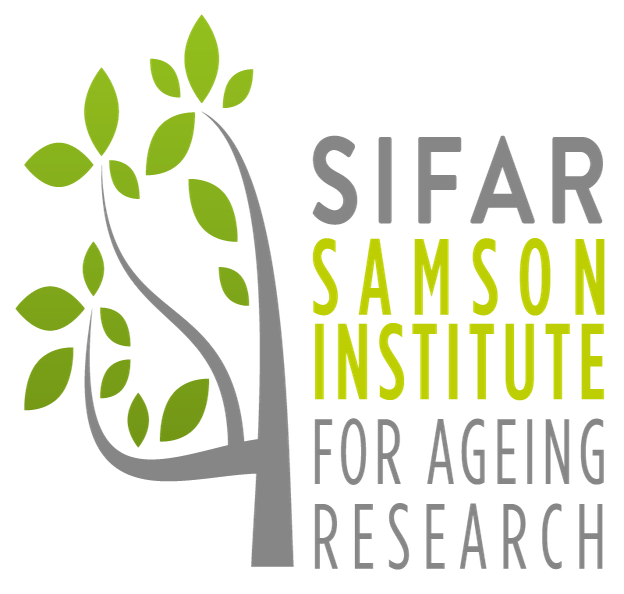 SIFAR
SAMSON
INSTITUTE
FOR AGEING
RESEARCH